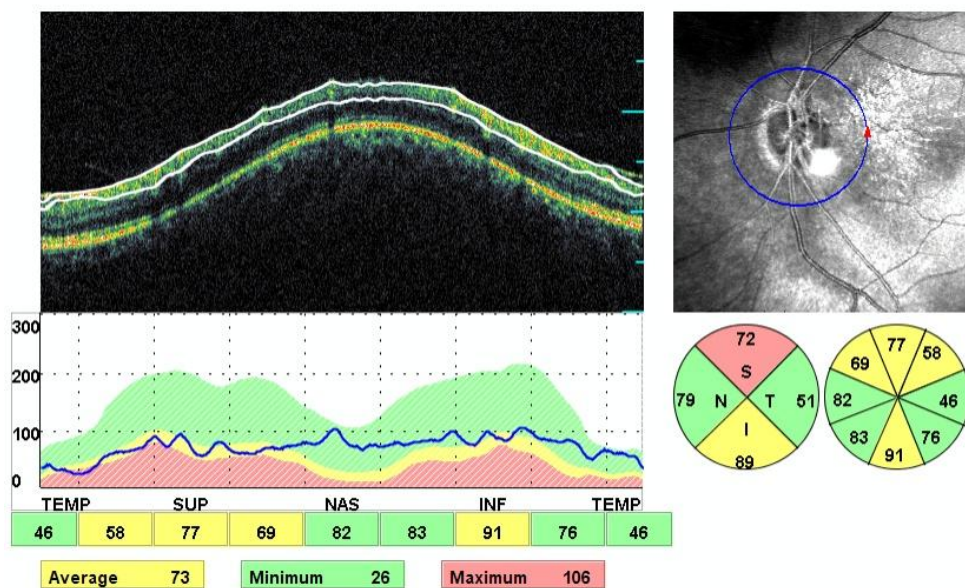 300
200
100
0
TEMP SUP NAS INF TEMP
46 58 77 69 82 83 91 76 46
Average 73 Minimum 26 Maximum 106
72
S
79 N T 51
I
89
77
69 58
82 46
83 76
91